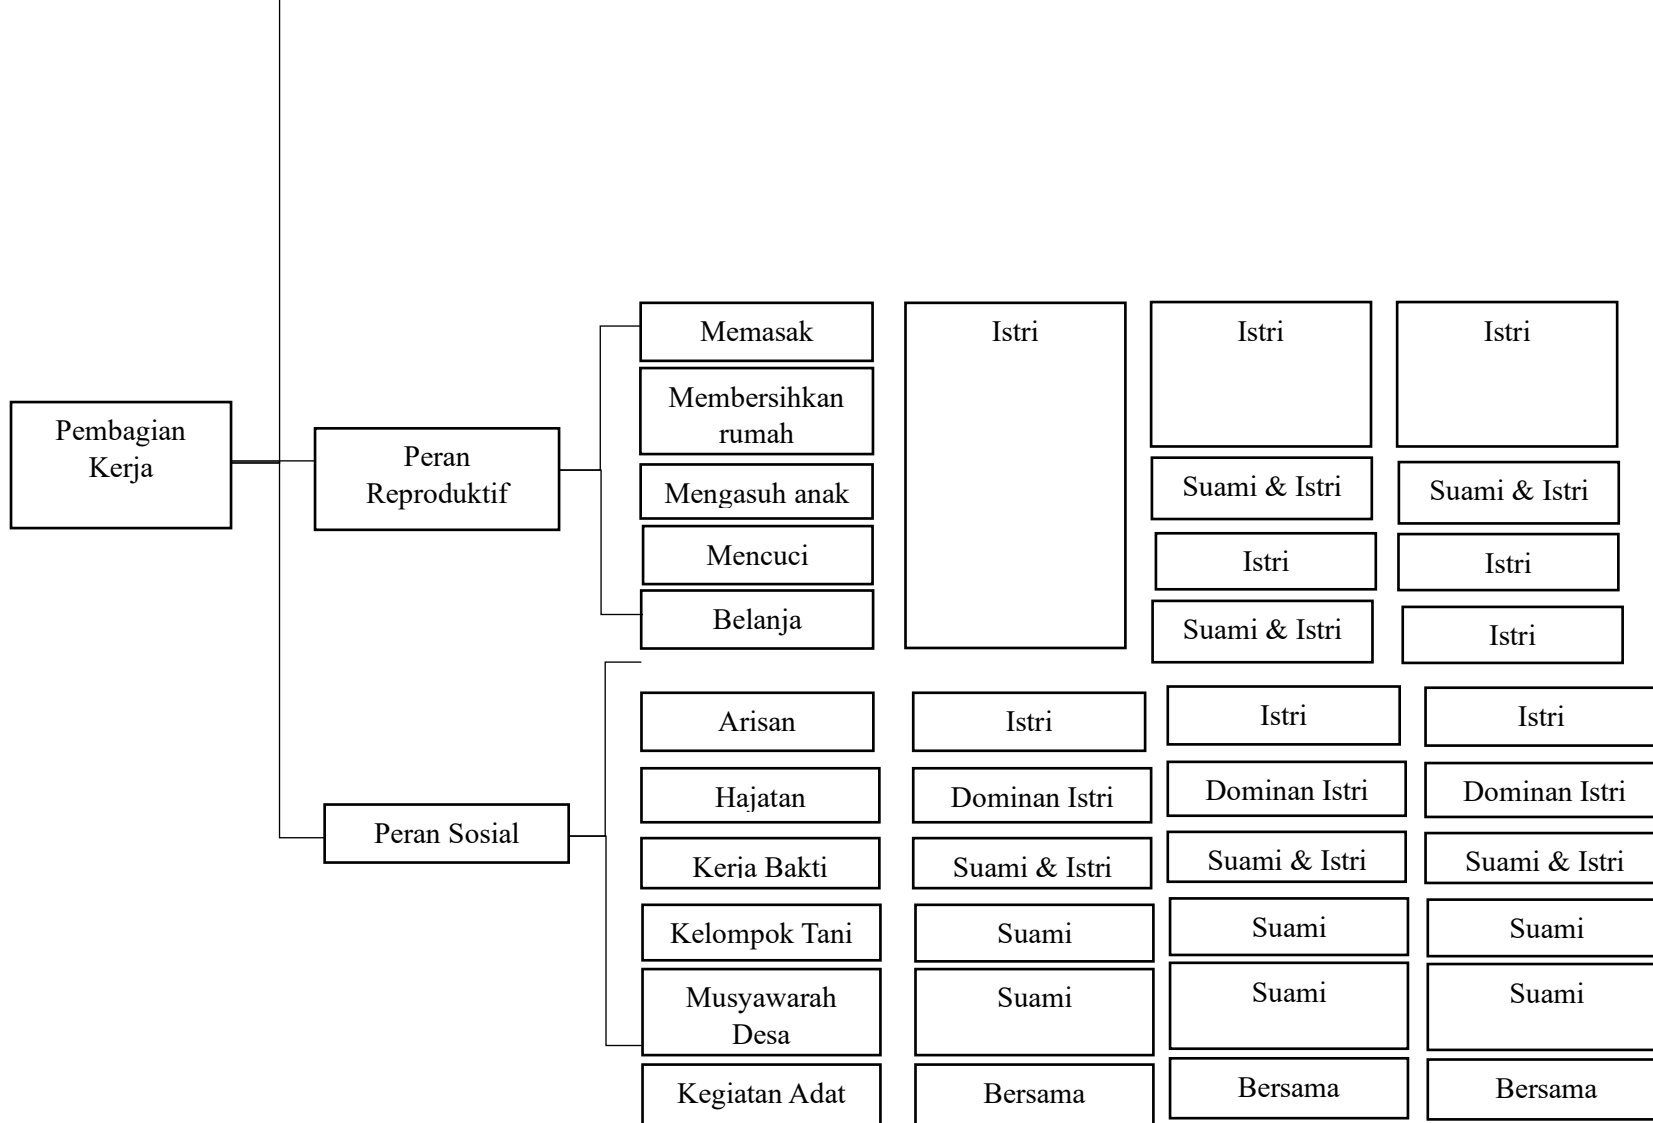 Pembagian
Kerja
Peran
Reproduktif
Memasak
Istri
Istri
Istri
Membersihkan
rumah
Mengasuh anak
Suami & Istri
Suami & Istri
Mencuci
Istri
Istri
Belanja
Suami & Istri
Istri
Peran Sosial
Arisan
Istri
Istri
Istri
Hajatan
Dominan Istri
Dominan Istri
Dominan Istri
Kerja Bakti
Suami & Istri
Suami & Istri
Suami & Istri
Kelompok Tani
Suami
Suami
Suami
Musyawarah
Desa
Suami
Suami
Suami
Kegiatan Adat
Bersama
Bersama
Bersama